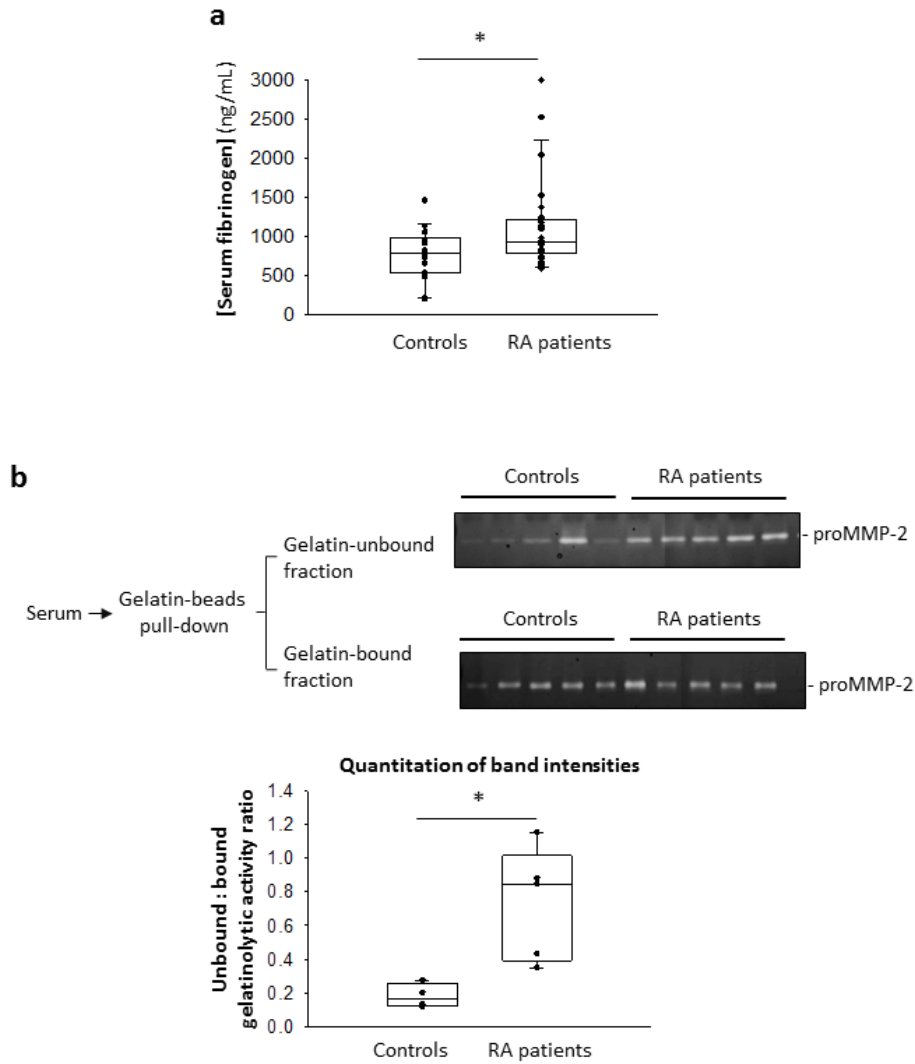 a
*
[Serum fibrinogen] (ng/mL)
3000
2500
2000
1500
1000
500
0
Controls RA patients
b
Controls RA patients
Gelatin-unbound
fraction
- proMMP-2
Serum
Gelatin-beads
pull-down
Controls RA patients
Gelatin-bound
fraction
- proMMP-2
Quantitation of band intensities
*
Unbound : bound
gelatinolytic activity ratio
1.4
1.2
1.0
0.8
0.6
0.4
0.2
0.0
Controls RA patients